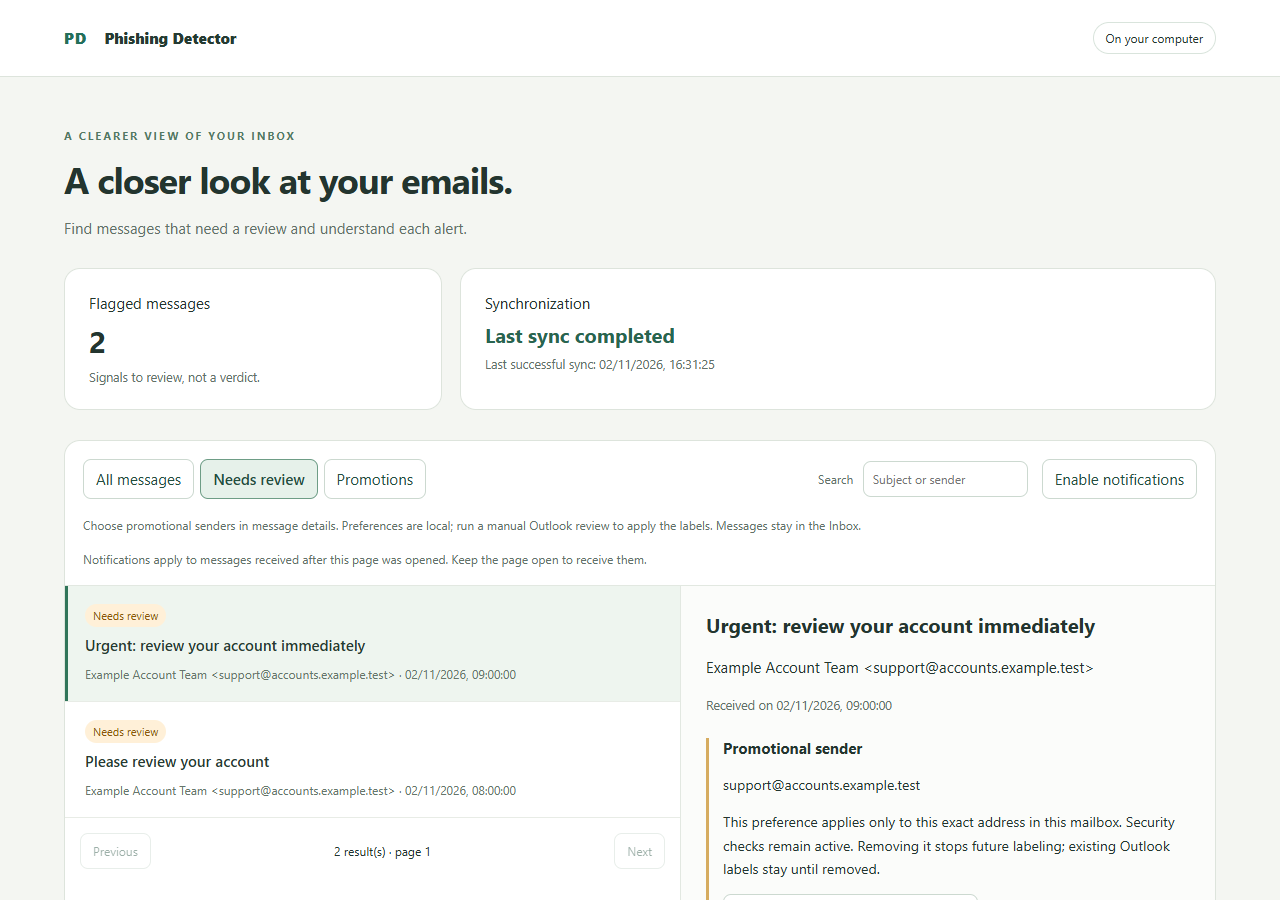 PD Phishing Detector
On your computer
A CLEARER VIEW OF YOUR INBOX
A closer look at your emails.
Find messages that need a review and understand each alert.
Flagged messages
2
Signals to review, not a verdict.
Synchronization
Last sync completed
Last successful sync: 02/11/2026, 16:31:25
All messages
Needs review
Promotions
Search
Subject or sender
Enable notifications
Choose promotional senders in message details. Preferences are local; run a manual Outlook review to apply the labels. Messages stay in the Inbox.
Notifications apply to messages received after this page was opened. Keep the page open to receive them.
Needs review
Urgent: review your account immediately
Example Account Team <support@accounts.example.test> · 02/11/2026, 09:00:00
Needs review
Please review your account
Example Account Team <support@accounts.example.test> · 02/11/2026, 08:00:00
Previous
2 result(s) · page 1
Next
Urgent: review your account immediately
Example Account Team <support@accounts.example.test>
Received on 02/11/2026, 09:00:00
Promotional sender
support@accounts.example.test
This preference applies only to this exact address in this mailbox. Security
checks remain active. Removing it stops future labeling; existing Outlook
labels stay until removed.